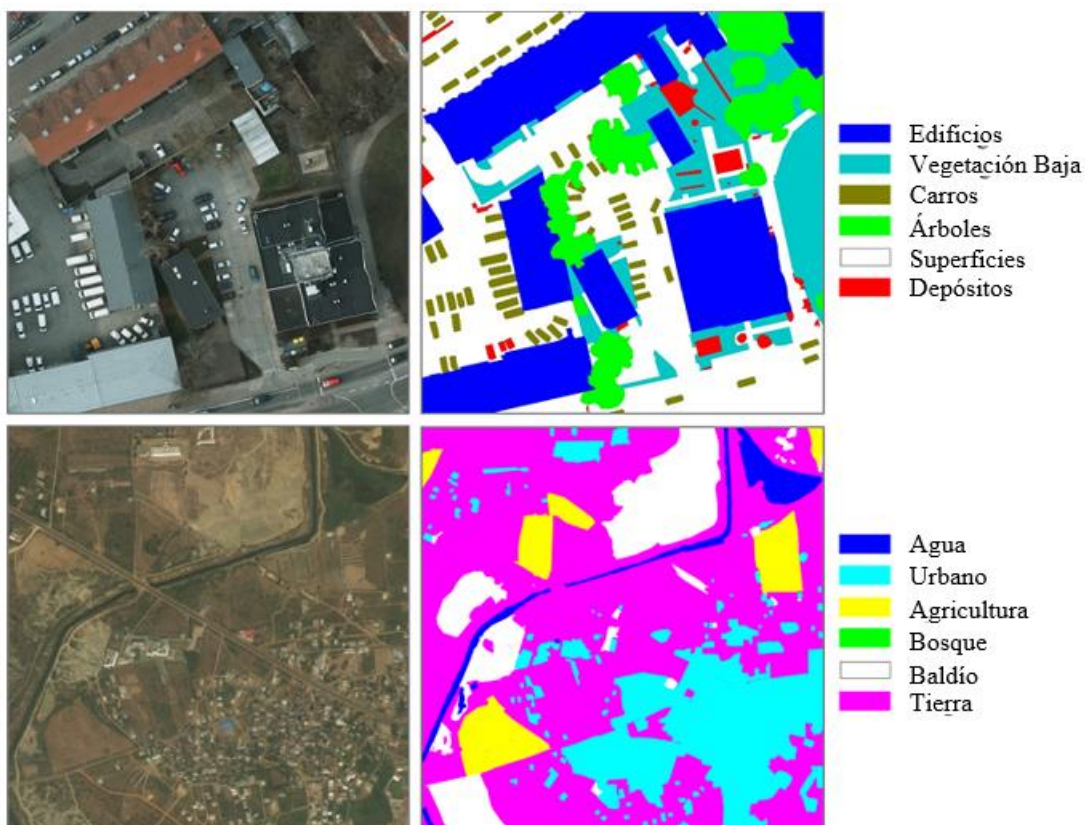 Edificios
Vegetación Baja
Carros
Árboles
Superficies
Depósitos
Agua
Urbano
Agricultura
Bosque
Baldío
Tierra